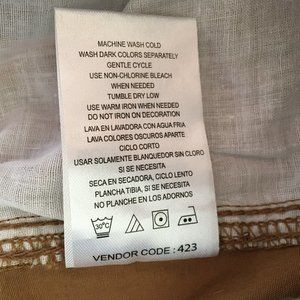 MACHINE WASH COLD
WASH DARK COLORS SEPARATELY
GENTLE CYCLE
USE NON-CHLORINE BLEACH
WHEN NEEDED
TUMBLE DRY LOW
USE WARM IRON WHEN NEEDED
DO NOT IRON ON DECORATION
LAVA EN LAVADORA CON AGUA FRIA
LAVA COLORES OSCUROS APARTE
CICLO CORTO
USAR SOLAMENTE BLANQUEDOR SIN CLORO
SI SE NECESITA
SECA EN SECADORA, CICLO LENTO
PLANCHA TIBIA, SI SE NECESITA
NO PLANCHE EN LOS ADORNOS
30°C
VENDOR CODE : 423